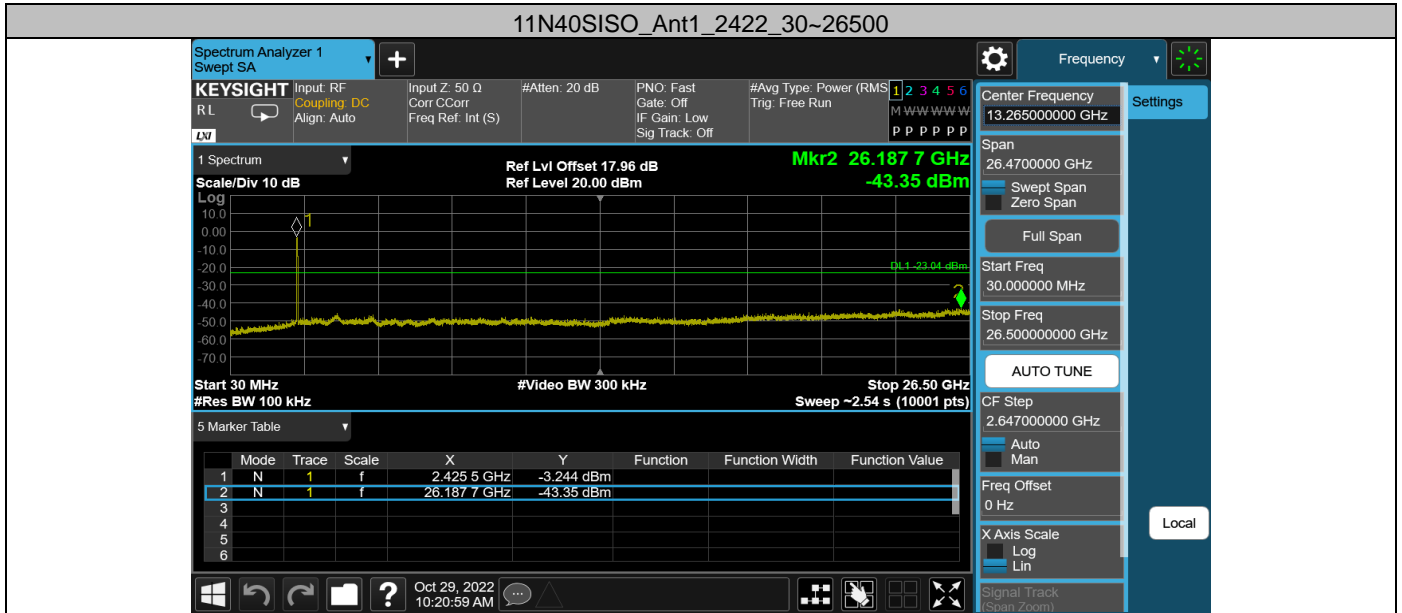 11N40SISO_Ant1_2422_30~26500
Spectrum Analyzer 1
Swept SA
Frequency
KEYSIGHT
RL
LXI
Input: RF
Coupling: DC
Align: Auto
Input Z: 50 Ω
Corr CCorr
Freq Ref: Int (S)
#Atten: 20 dB
PNO: Fast
Gate: Off
IF Gain: Low
Sig Track: Off
#Avg Type: Power (RMS
Trig: Free Run
1 2 3 4 5 6
M W W W W W
P P P P P P
1 Spectrum
Scale/Div 10 dB
Ref Lvl Offset 17.96 dB
Ref Level 20.00 dBm
Mkr2 26.187 7 GHz
-43.35 dBm
Log
10.0
0.00
-10.0
-20.0
-30.0
-40.0
-50.0
-60.0
-70.0
1
DL1 -23.04 dBm
2
Start 30 MHz
#Video BW 300 kHz
Stop 26.50 GHz
#Res BW 100 kHz
Sweep ~2.54 s (10001 pts)
5 Marker Table
Mode Trace Scale X Y Function Function Width Function Value
1 N 1 f 2.425 5 GHz -3.244 dBm
2 N 1 f 26.187 7 GHz -43.35 dBm
3
4
5
6
Center Frequency
13.265000000 GHz
Settings
Span
26.4700000 GHz
Swept Span
Zero Span
Full Span
Start Freq
30.000000 MHz
Stop Freq
26.500000000 GHz
AUTO TUNE
CF Step
2.647000000 GHz
Auto
Man
Freq Offset
0 Hz
Local
X Axis Scale
Log
Lin
Signal Track
(Span Zoom)
?
Oct 29, 2022
10:20:59 AM